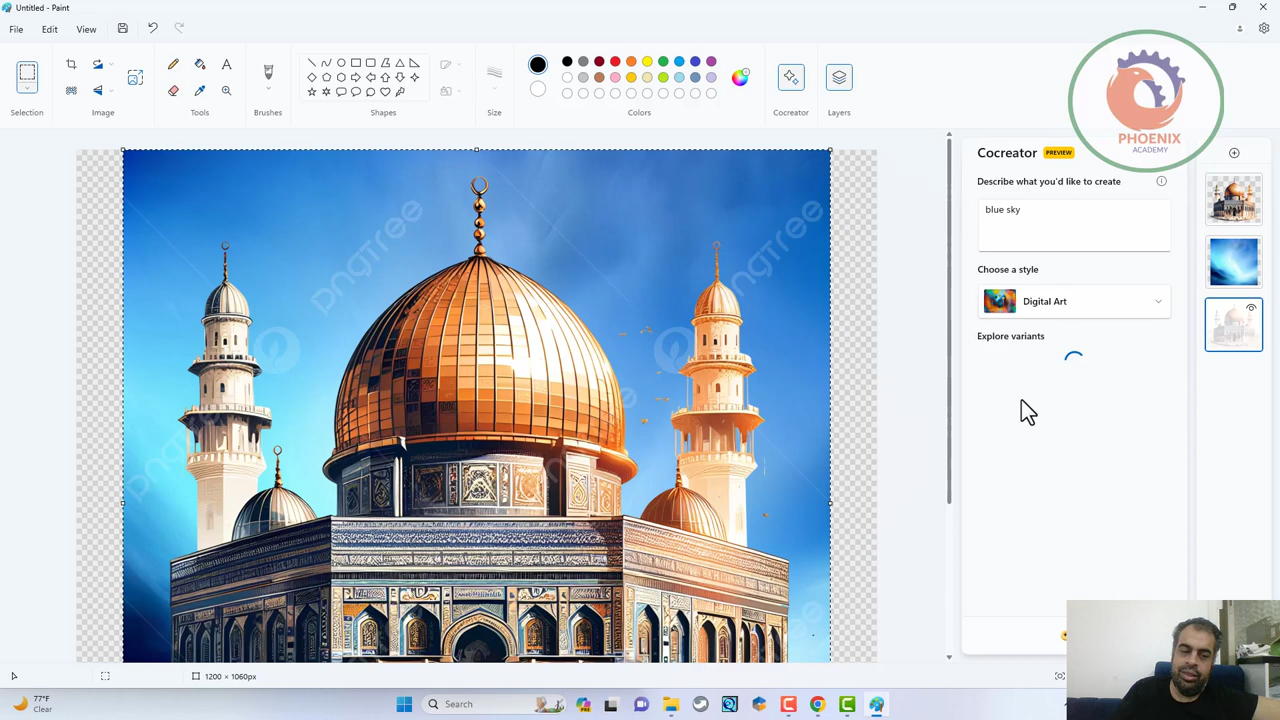 Untitled - Paint
File
Edit
View
Selection
Image
Tools
Brushes
Shapes
Size
Colors
Cocreator
Layers
PHOENIX
ACADEMY
Cocreator
PREVIEW
Describe what you'd like to create
blue sky
Choose a style
Digital Art
Explore variants
pngtree
pngtree
1200 × 1060px
77°F
Clear
Search